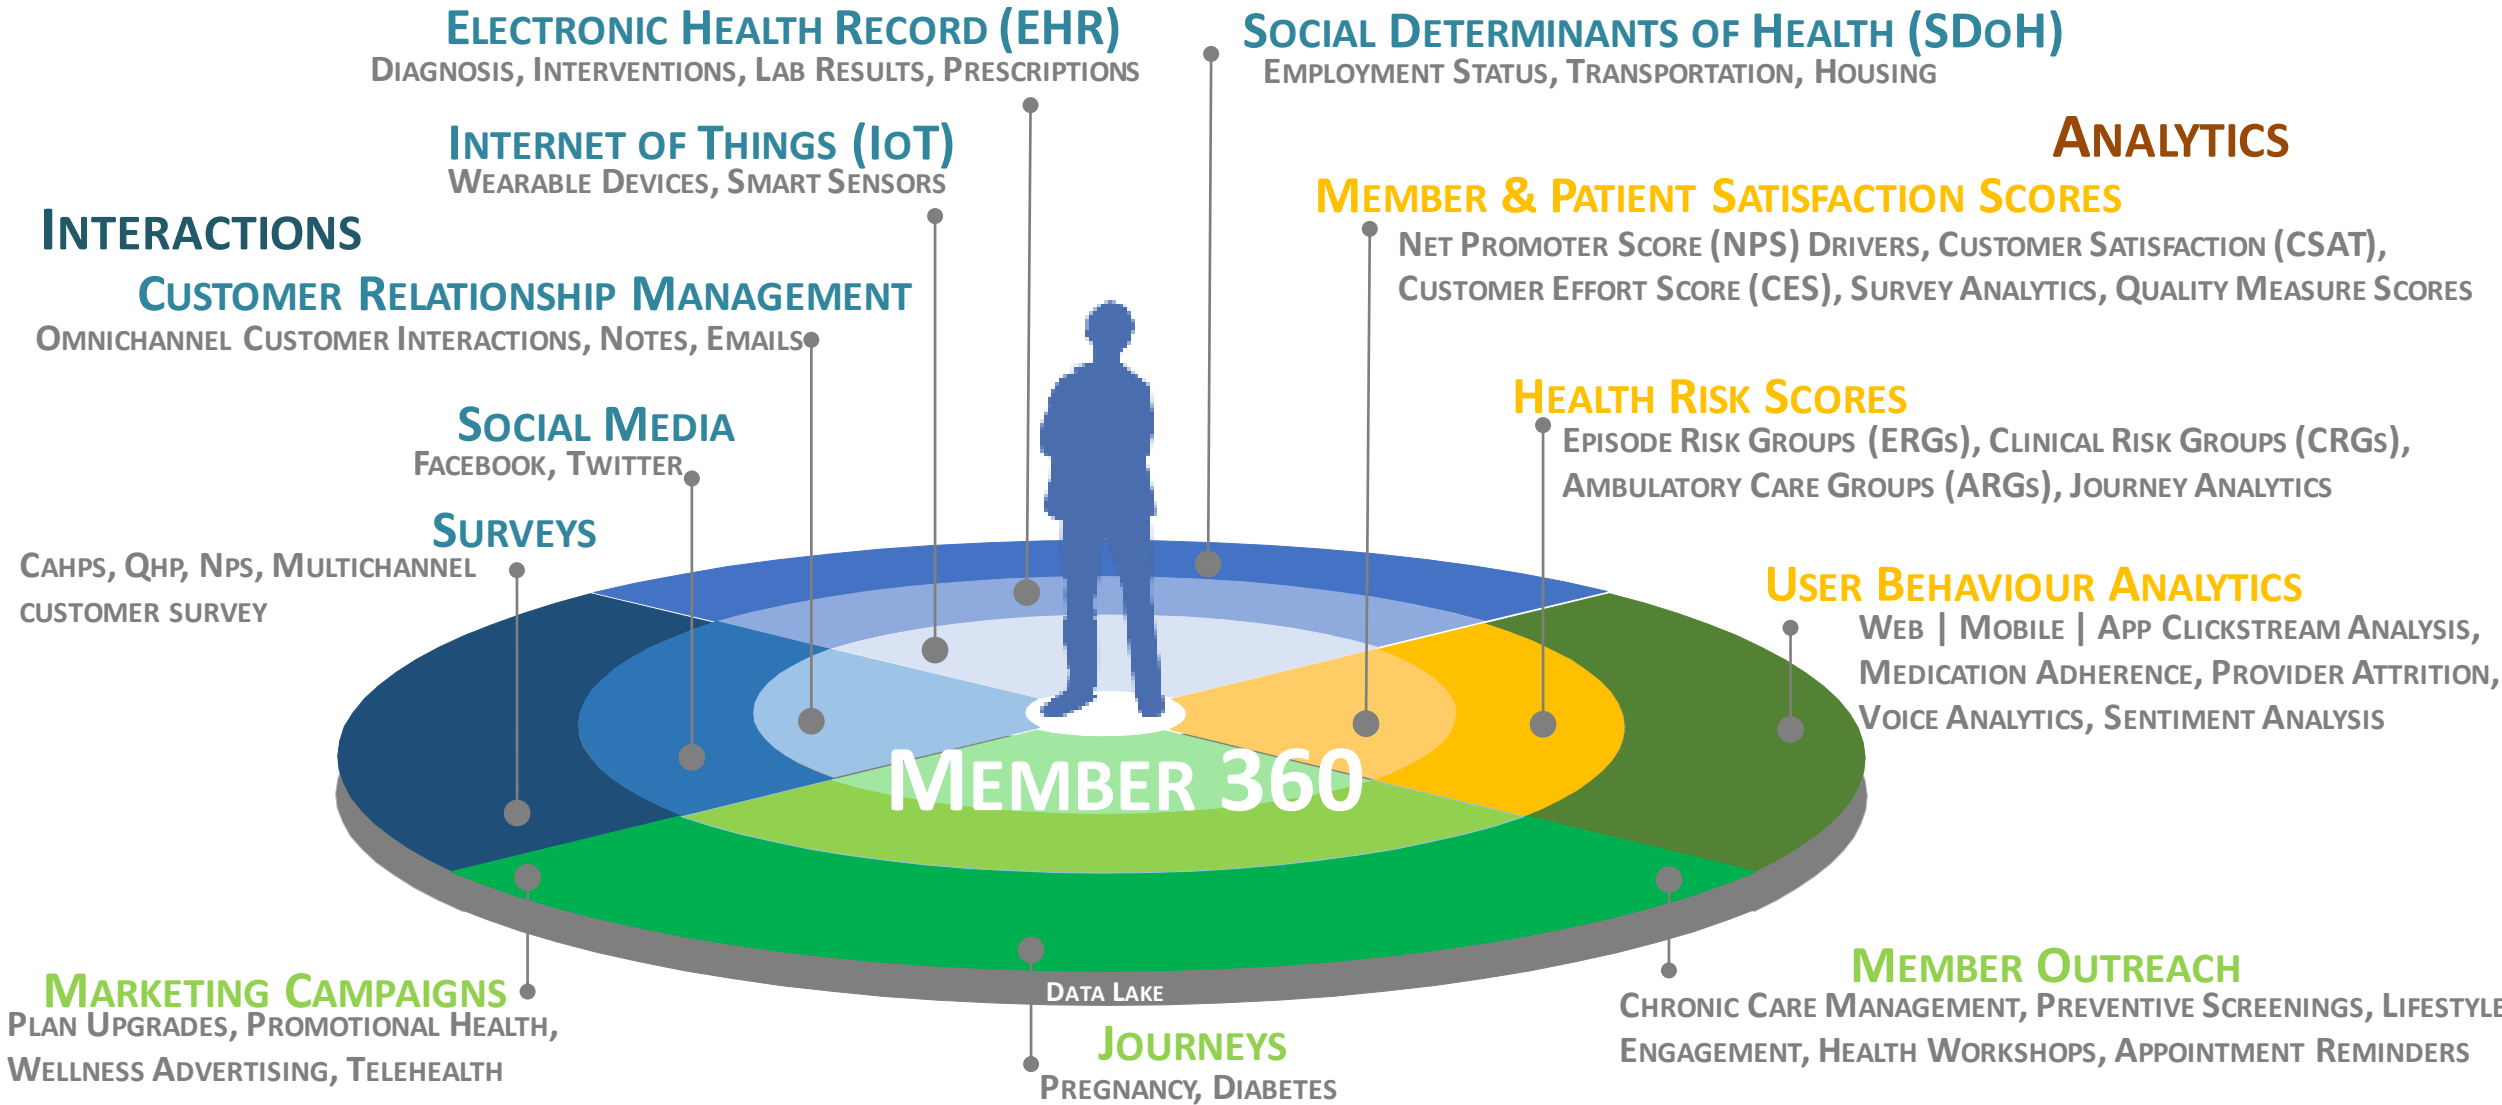 Electronic Health Record (EHR)
Diagnosis, Interventions, Lab Results, Prescriptions
Social Determinants of Health (SDoH)
Employment Status, Transportation, Housing
Internet of Things (IoT)
Wearable Devices, Smart Sensors
Analytics
Member & Patient Satisfaction Scores
Net Promoter Score (NPS) Drivers, Customer Satisfaction (CSAT),
Customer Effort Score (CES), Survey Analytics, Quality Measure Scores
Interactions
Customer Relationship Management
Omnichannel Customer Interactions, Notes, Emails
Social Media
Facebook, Twitter
Health Risk Scores
Episode Risk Groups (ERGs), Clinical Risk Groups (CRGs),
Ambulatory Care Groups (ARGs), Journey Analytics
Surveys
Cahps, Qhp, Nps, Multichannel
customer survey
User Behaviour Analytics
Web | Mobile | App Clickstream Analysis,
Medication Adherence, Provider Attrition,
Voice Analytics, Sentiment Analysis
Member 360
Data Lake
Marketing Campaigns
Plan Upgrades, Promotional Health,
Wellness Advertising, Telehealth
Journeys
Pregnancy, Diabetes
Member Outreach
Chronic Care Management, Preventive Screenings, Lifestyle
Engagement, Health Workshops, Appointment Reminders